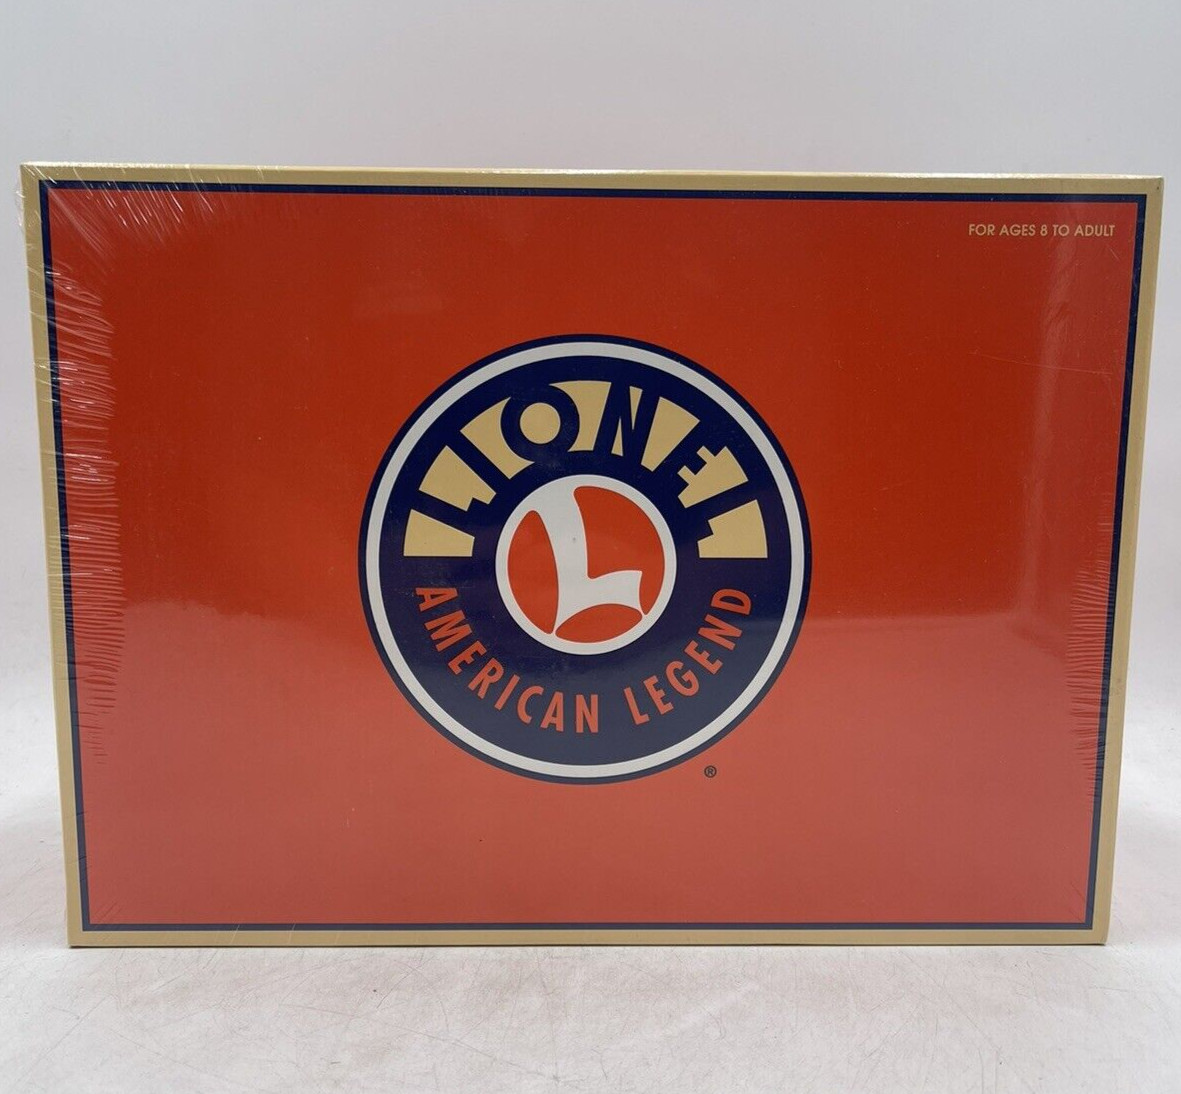 FOR AGES 8 TO ADULT
LIONEL
L
AMERICAN LEGEND
®